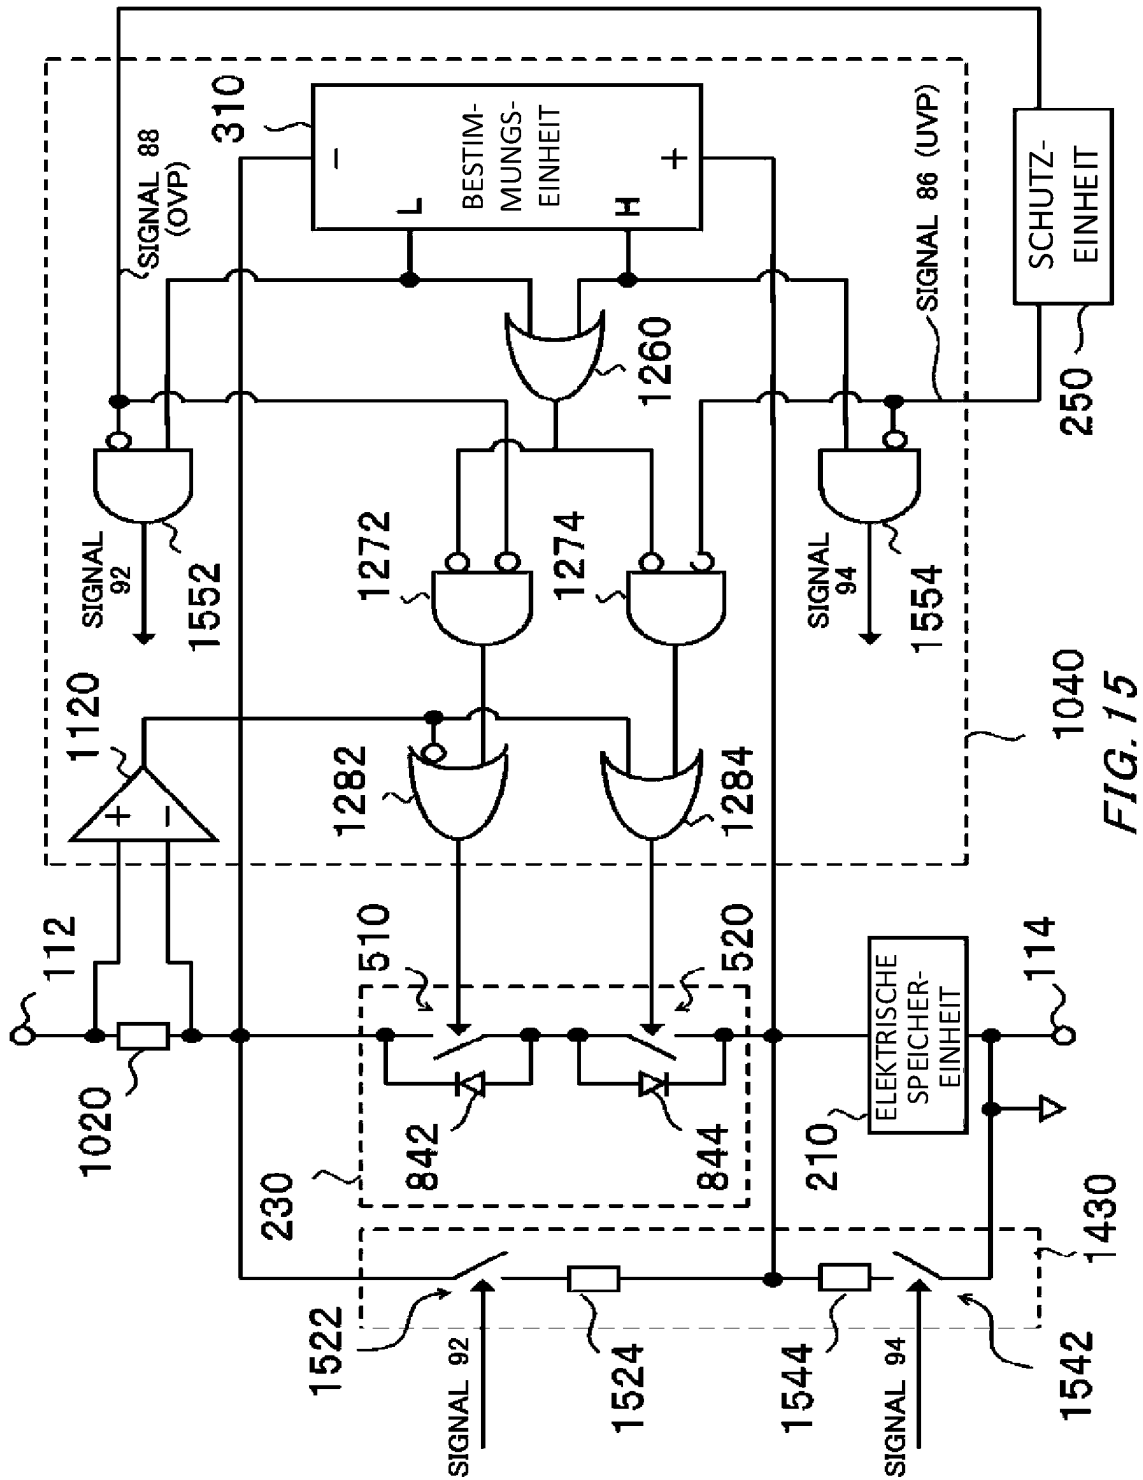 112
1020
1120
SIGNAL
92
1552
SIGNAL 88
(OVP)
310
−
BESTIM-
MUNGS-
EINHEIT
L
H
+
+
−
230
510
842
844
520
1282
1284
1272
1274
1260
SIGNAL
94
1554
SIGNAL 86 (UVP)
SCHUTZ-
EINHEIT
250
1522
SIGNAL 92
1524
1544
SIGNAL 94
1542
1430
210
ELEKTRISCHE
SPEICHER-
EINHEIT
114
1040
FIG.15